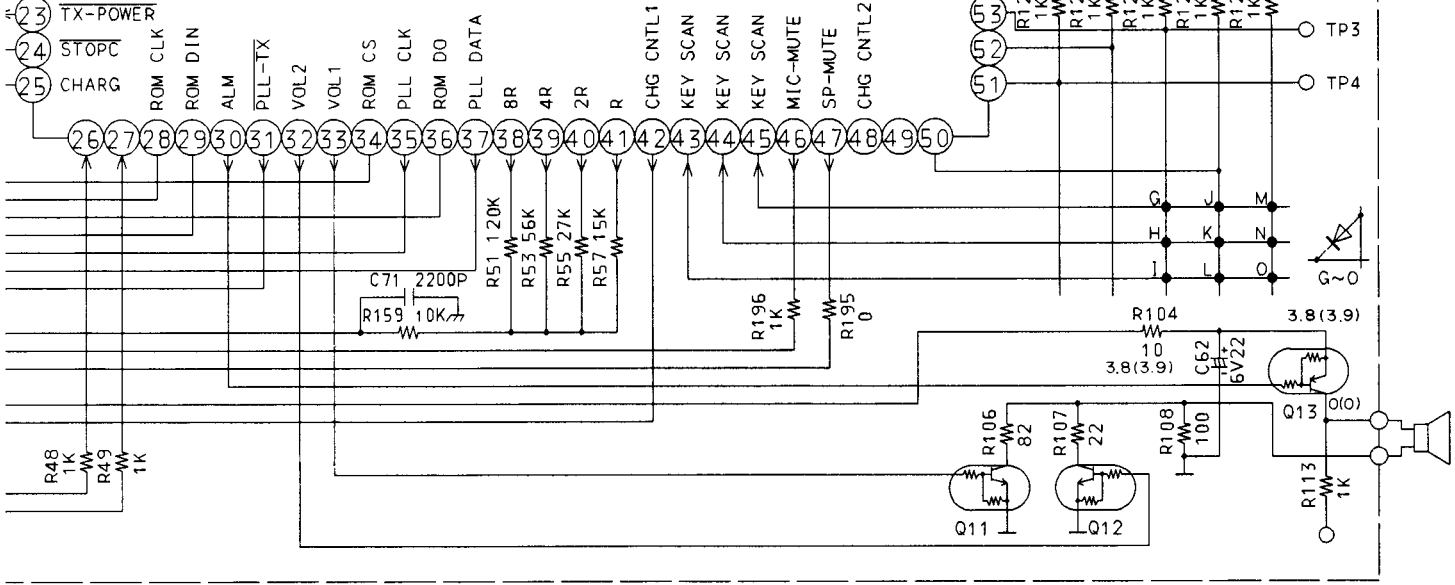 23 TX-POWER
24 STOPC
25 CHARG
ROM CLK
ROM DIN
ALM
PLL-TX
VOL2
VOL1
ROM CS
PLL CLK
ROM DO
PLL DATA
8R
4R
2R
R
CHG CNTL1
KEY SCAN
KEY SCAN
KEY SCAN
MIC-MUTE
SP-MUTE
CHG CNTL2
53
52
51
1K
1K
1K
1K
1K
TP3
TP4
26 27 28 29 30 31 32 33 34 35 36 37 38 39 40 41 42 43 44 45 46 47 48 49 50
G J M
H K N
I L O
G~O
R51 120K
R53 56K
R55 27K
R57 15K
C71 2200P
R159 10K
R196 1K
R195 0
R104
10
3.8(3.9)
3.8(3.9)
C62
6V22
Q13
0(0)
R48 1K
R49 1K
R106 82
R107 22
R108 100
R113 1K
Q11
Q12